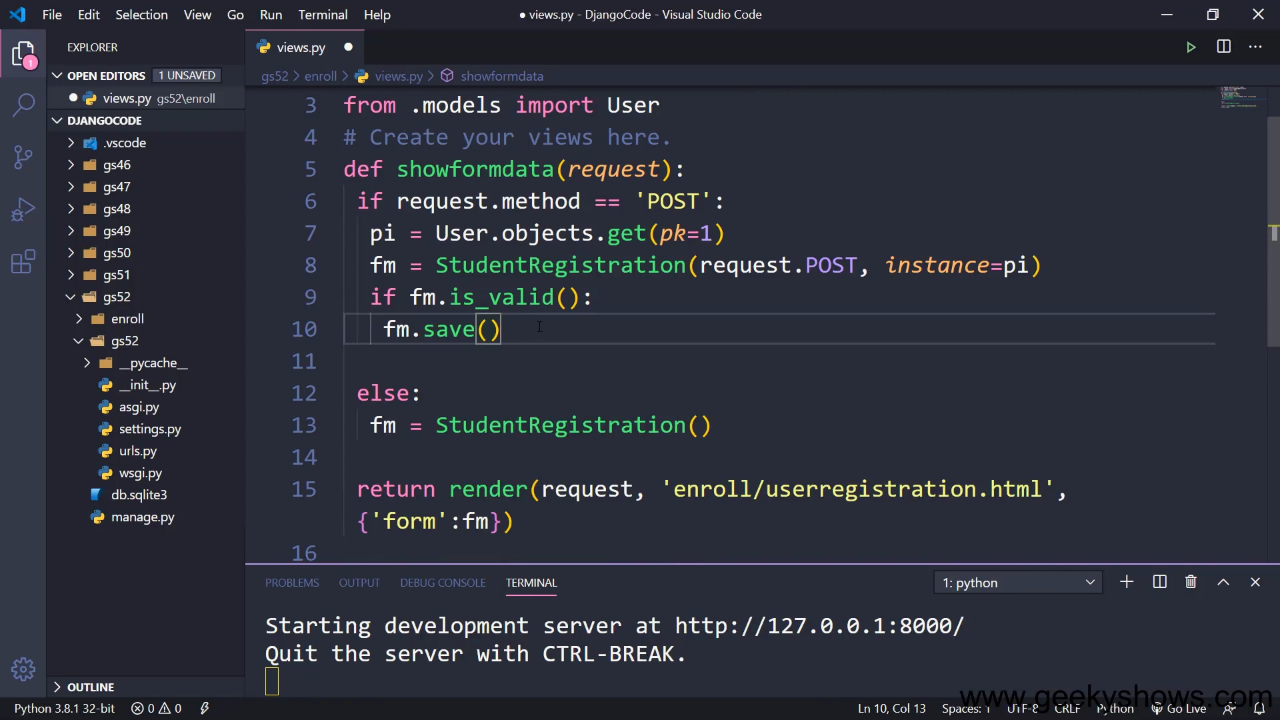 File Edit Selection View Go Run Terminal Help
● views.py - DjangoCode - Visual Studio Code
EXPLORER
OPEN EDITORS 1 UNSAVED
● views.py gs52\enroll
DJANGOCODE
.vscode
gs46
gs47
gs48
gs49
gs50
gs51
gs52
enroll
gs52
__pycache__
__init__.py
asgi.py
settings.py
urls.py
wsgi.py
db.sqlite3
manage.py
OUTLINE
1
views.py ●
gs52 > enroll > views.py > showformdata
3 from .models import User
4 # Create your views here.
5 def showformdata(request):
6 if request.method == 'POST':
7 pi = User.objects.get(pk=1)
8 fm = StudentRegistration(request.POST, instance=pi)
9 if fm.is_valid():
10 fm.save()
11
12 else:
13 fm = StudentRegistration()
14
15 return render(request, 'enroll/userregistration.html',
{'form':fm})
16
PROBLEMS OUTPUT DEBUG CONSOLE TERMINAL 1: python
Starting development server at http://127.0.0.1:8000/
Quit the server with CTRL-BREAK.
www.geekyshows.com
Python 3.8.1 32-bit 0 0 Ln 10, Col 13 Spaces: 1 UTF-8 CRLF Python Go Live